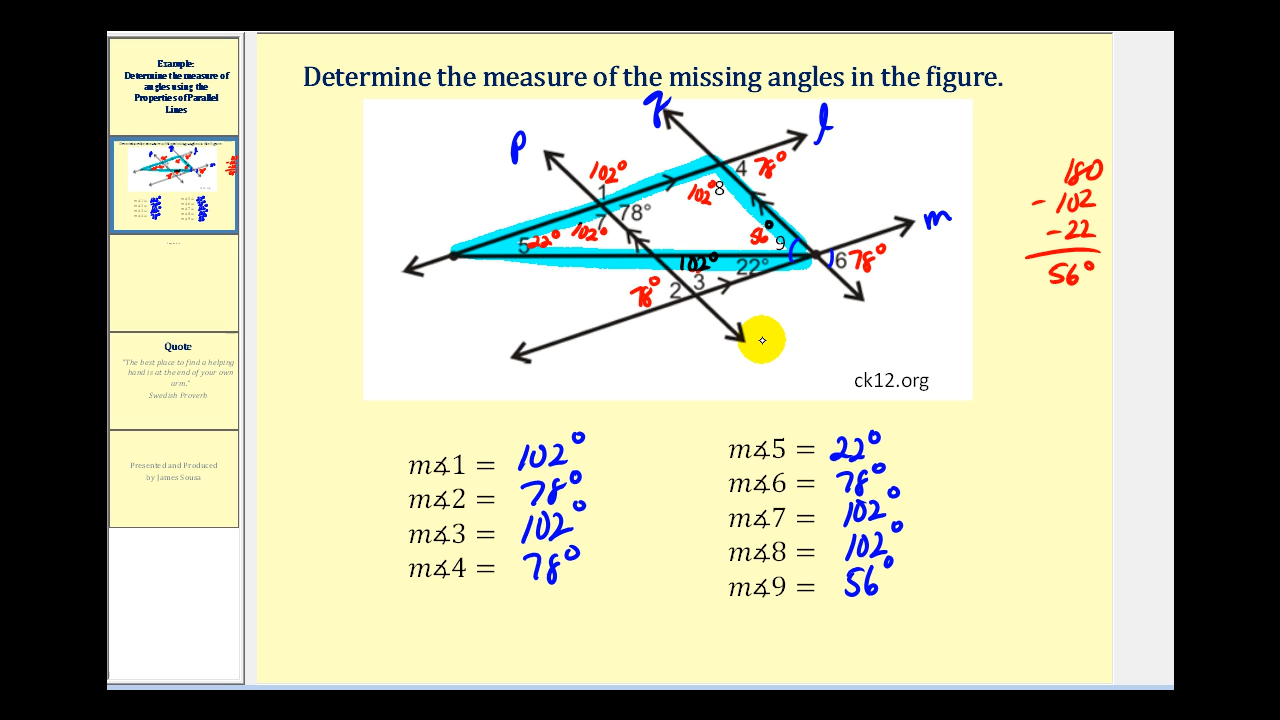 Example:
Determine the measure of
angles using the
Properties of Parallel
Lines
Quote
"The best place to find a helping
hand is at the end of your own
arm."
Swedish Proverb
Presented and Produced
by James Sousa
Determine the measure of the missing angles in the figure.
p
l
m
102°
1
4 78°
102° 8
78°
7 102°
5 22°
56°
9
6 78°
102°
22°
78° 2 3
ck12.org
180
- 102
- 22
56°
m∡1 = 102°
m∡2 = 78°
m∡3 = 102°
m∡4 = 78°
m∡5 = 22°
m∡6 = 78°
m∡7 = 102°
m∡8 = 102°
m∡9 = 56°